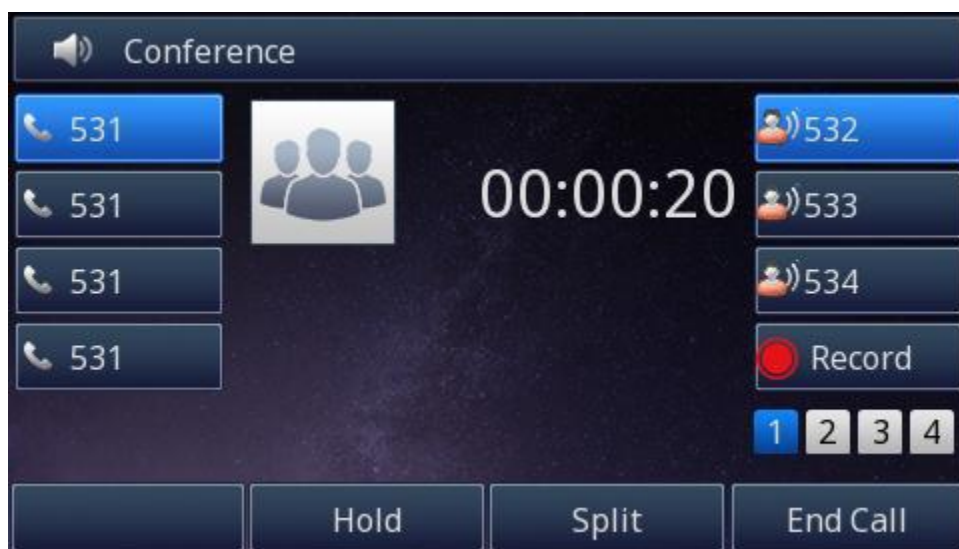 Conference
531
532
00:00:20
531
533
531
534
531
Record
1 2 3 4
Hold
Split
End Call